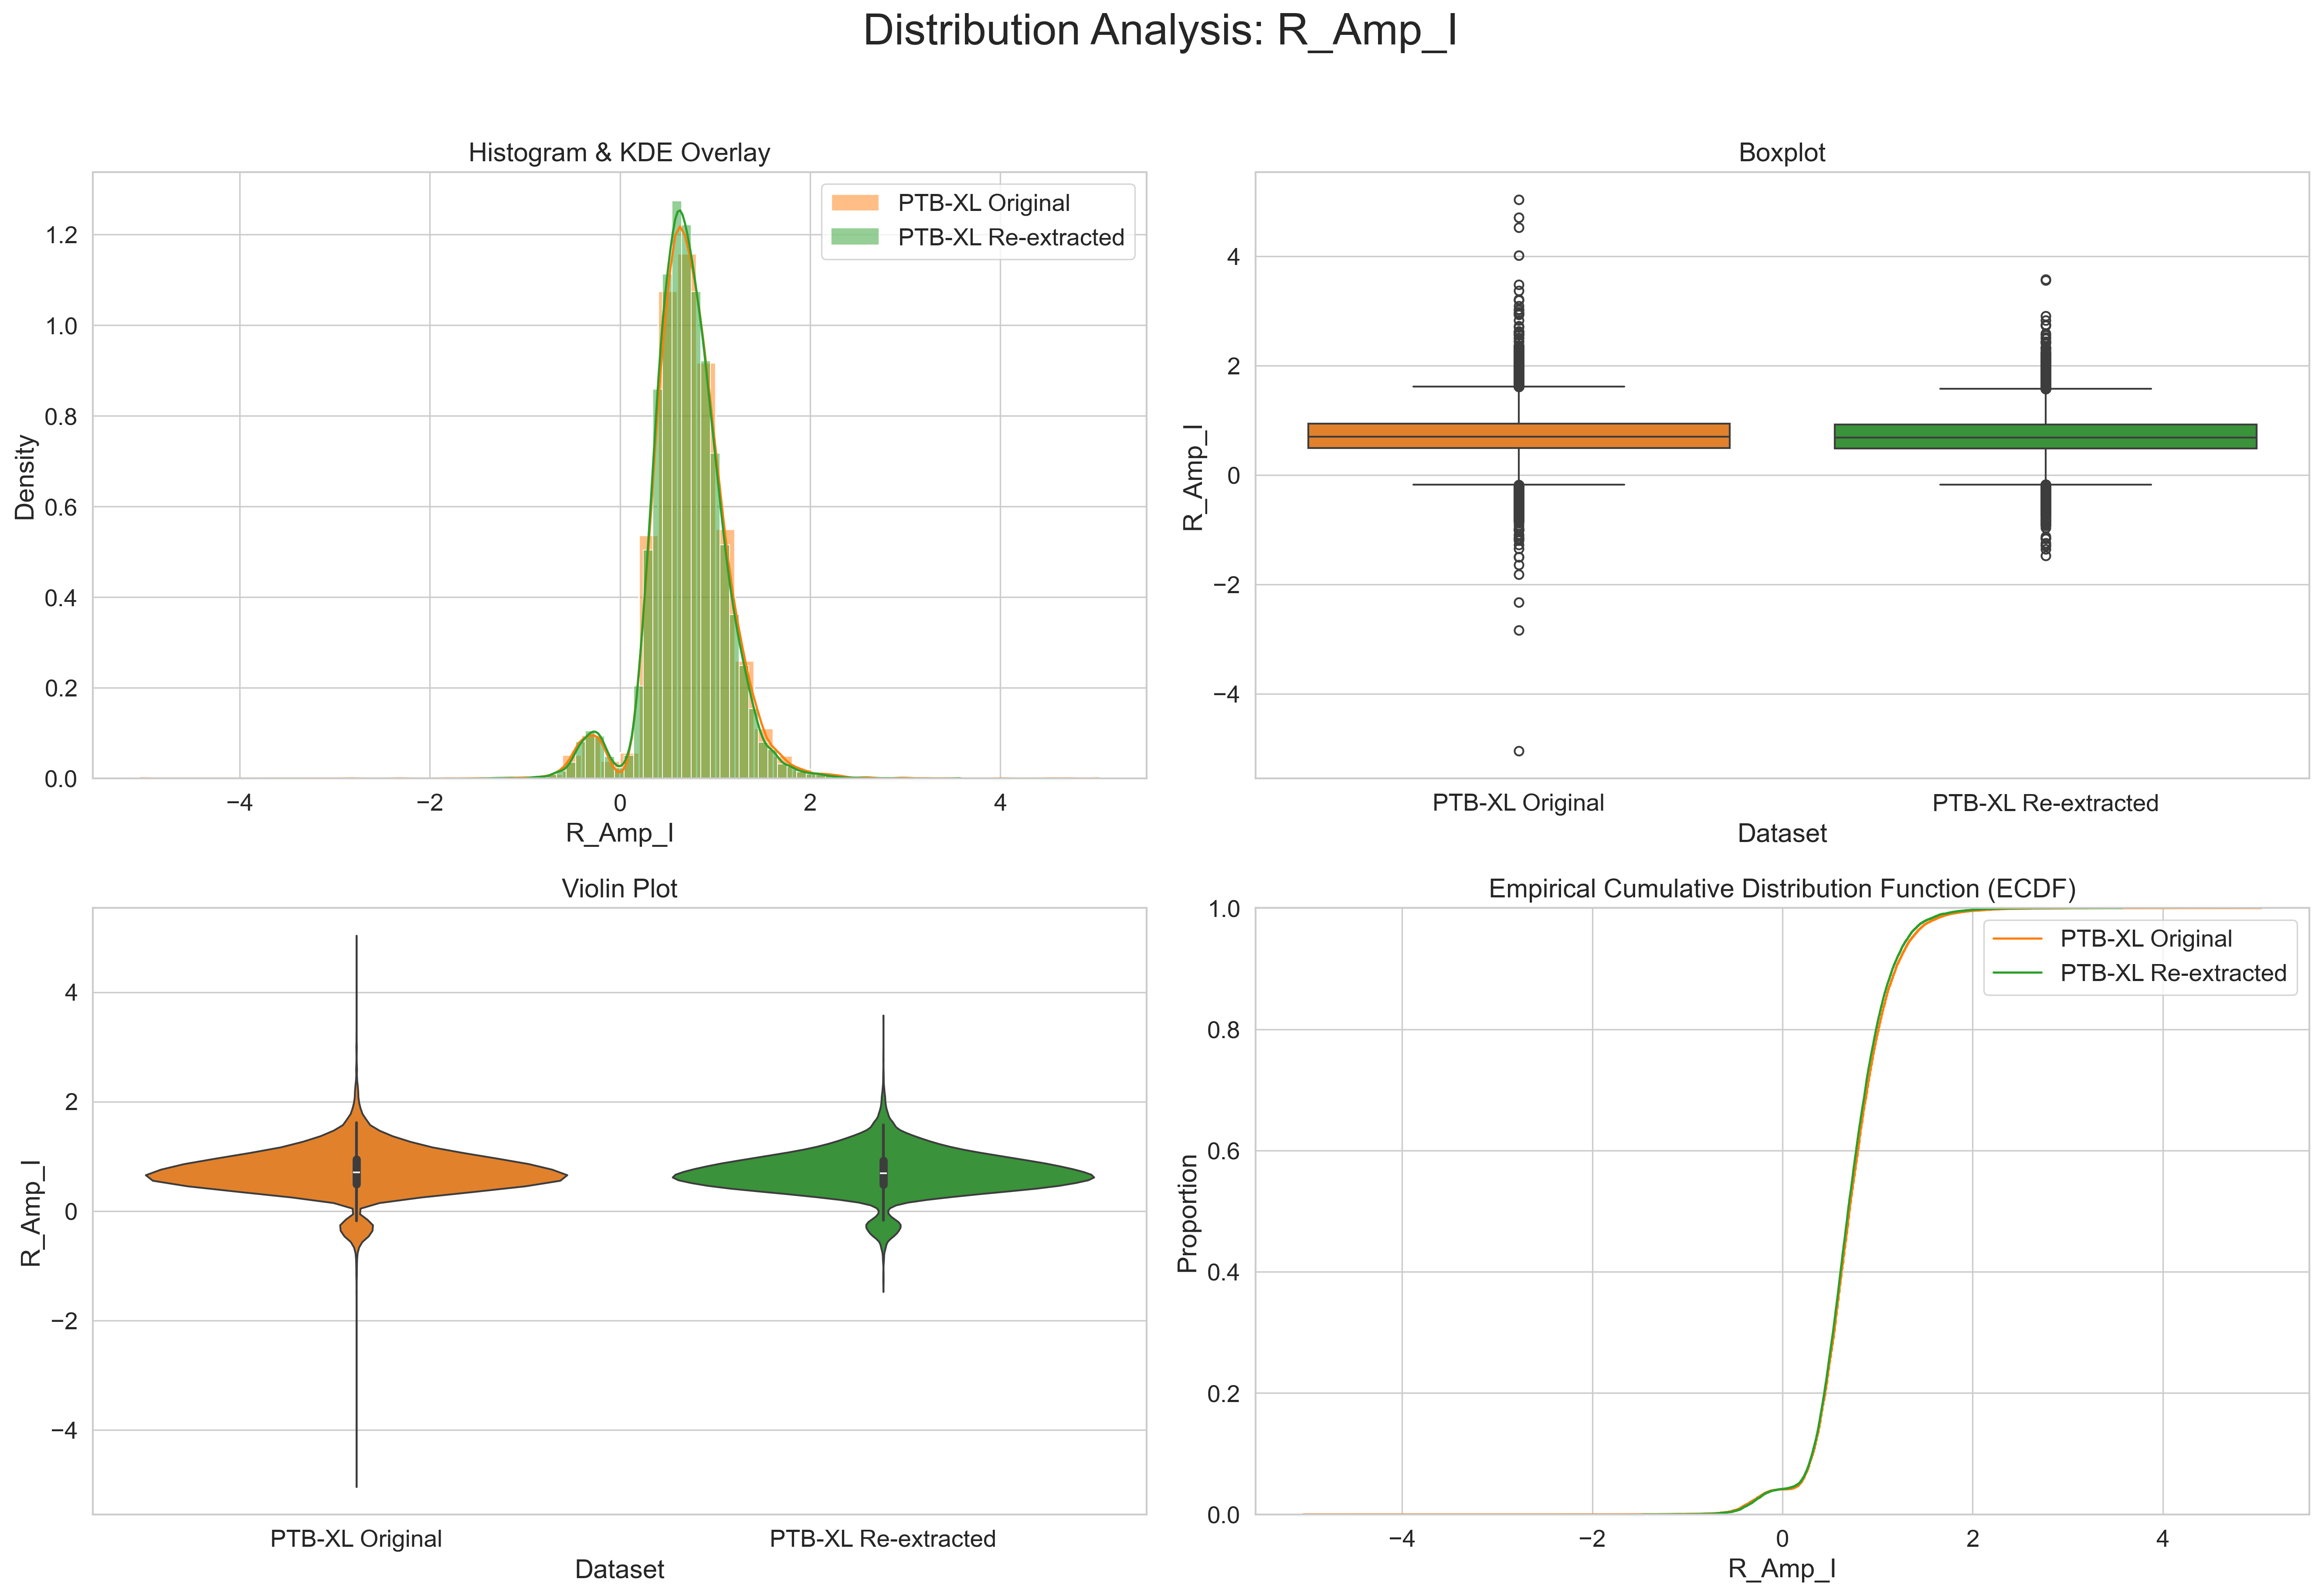 Distribution Analysis: R_Amp_I
Histogram & KDE Overlay
PTB-XL Original
PTB-XL Re-extracted
1.2
1.0
0.8
0.6
0.4
0.2
0.0
Density
−4
−2
0
2
4
R_Amp_I
Boxplot
4
2
0
−2
−4
R_Amp_I
PTB-XL Original
PTB-XL Re-extracted
Dataset
Violin Plot
4
2
0
−2
−4
R_Amp_I
PTB-XL Original
PTB-XL Re-extracted
Dataset
Empirical Cumulative Distribution Function (ECDF)
PTB-XL Original
PTB-XL Re-extracted
1.0
0.8
0.6
0.4
0.2
0.0
Proportion
−4
−2
0
2
4
R_Amp_I